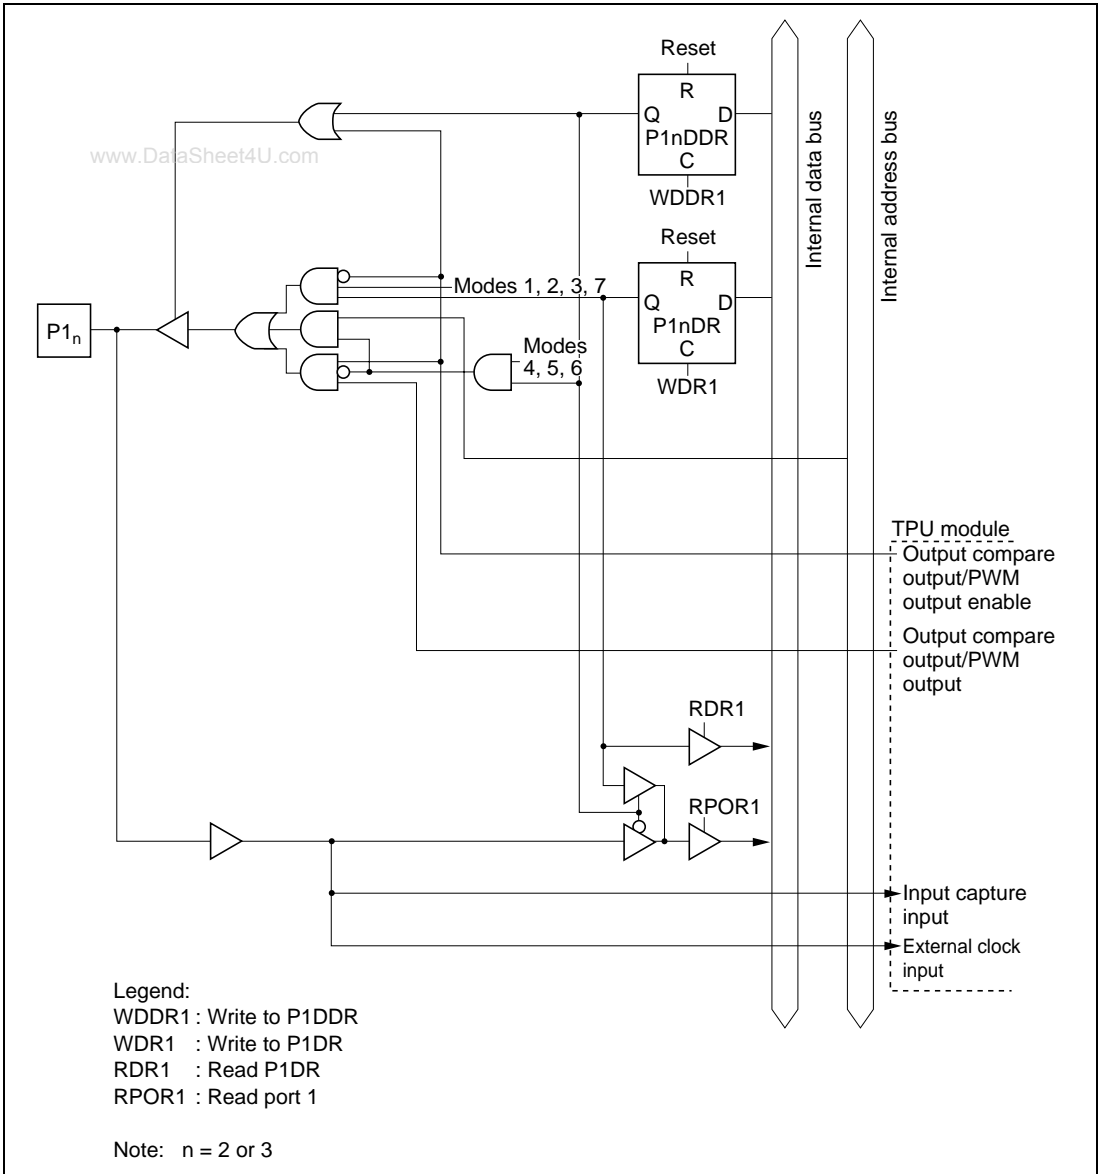 Reset
R
Q D
P1nDDR
C
WDDR1
www.DataSheet4U.com
Internal data bus
Internal address bus
Reset
R
Modes 1, 2, 3, 7
Q D
P1nDR
C
WDR1
P1n
Modes
4, 5, 6
TPU module
Output compare
output/PWM
output enable
Output compare
output/PWM
output
RDR1
RPOR1
Input capture
input
External clock
input
Legend:
WDDR1 : Write to P1DDR
WDR1 : Write to P1DR
RDR1 : Read P1DR
RPOR1 : Read port 1
Note: n = 2 or 3